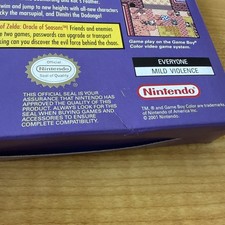 swim and jump to new heights with all-new characters
cky the marsupial, and Dimitri the Dodongo!
of Zelda: Oracle of Seasons! Friends and enemies
e two games, passwords can upgrade or transport
you discover the evil force behind the chaos.
Game play on the Game Boy
Color video game system.
EVERYONE
MILD VIOLENCE
Official
Nintendo
Seal of Quality
THIS OFFICIAL SEAL IS YOUR
ASSURANCE THAT NINTENDO HAS
APPROVED THE QUALITY OF THIS
PRODUCT. ALWAYS LOOK FOR THIS
SEAL WHEN BUYING GAMES AND
ACCESSORIES TO ENSURE
COMPLETE COMPATIBILITY.
Nintendo
TM, ® and Game Boy Color are trademarks
of Nintendo of America Inc.
© 2001 Nintendo.